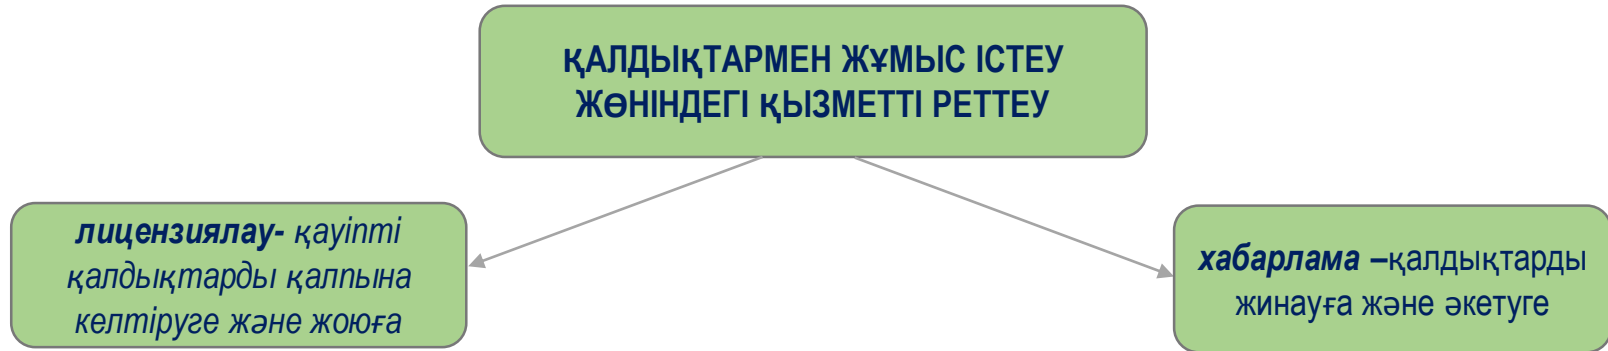 ҚАЛДЫҚТАРМЕН ЖҰМЫС ІСТЕУ
ЖӨНІНДЕГІ ҚЫЗМЕТТІ РЕТТЕУ
лицензиялау- қауіпті
қалдықтарды қалпына
келтіруге және жоюға
хабарлама –қалдықтарды
жинауға және әкетуге